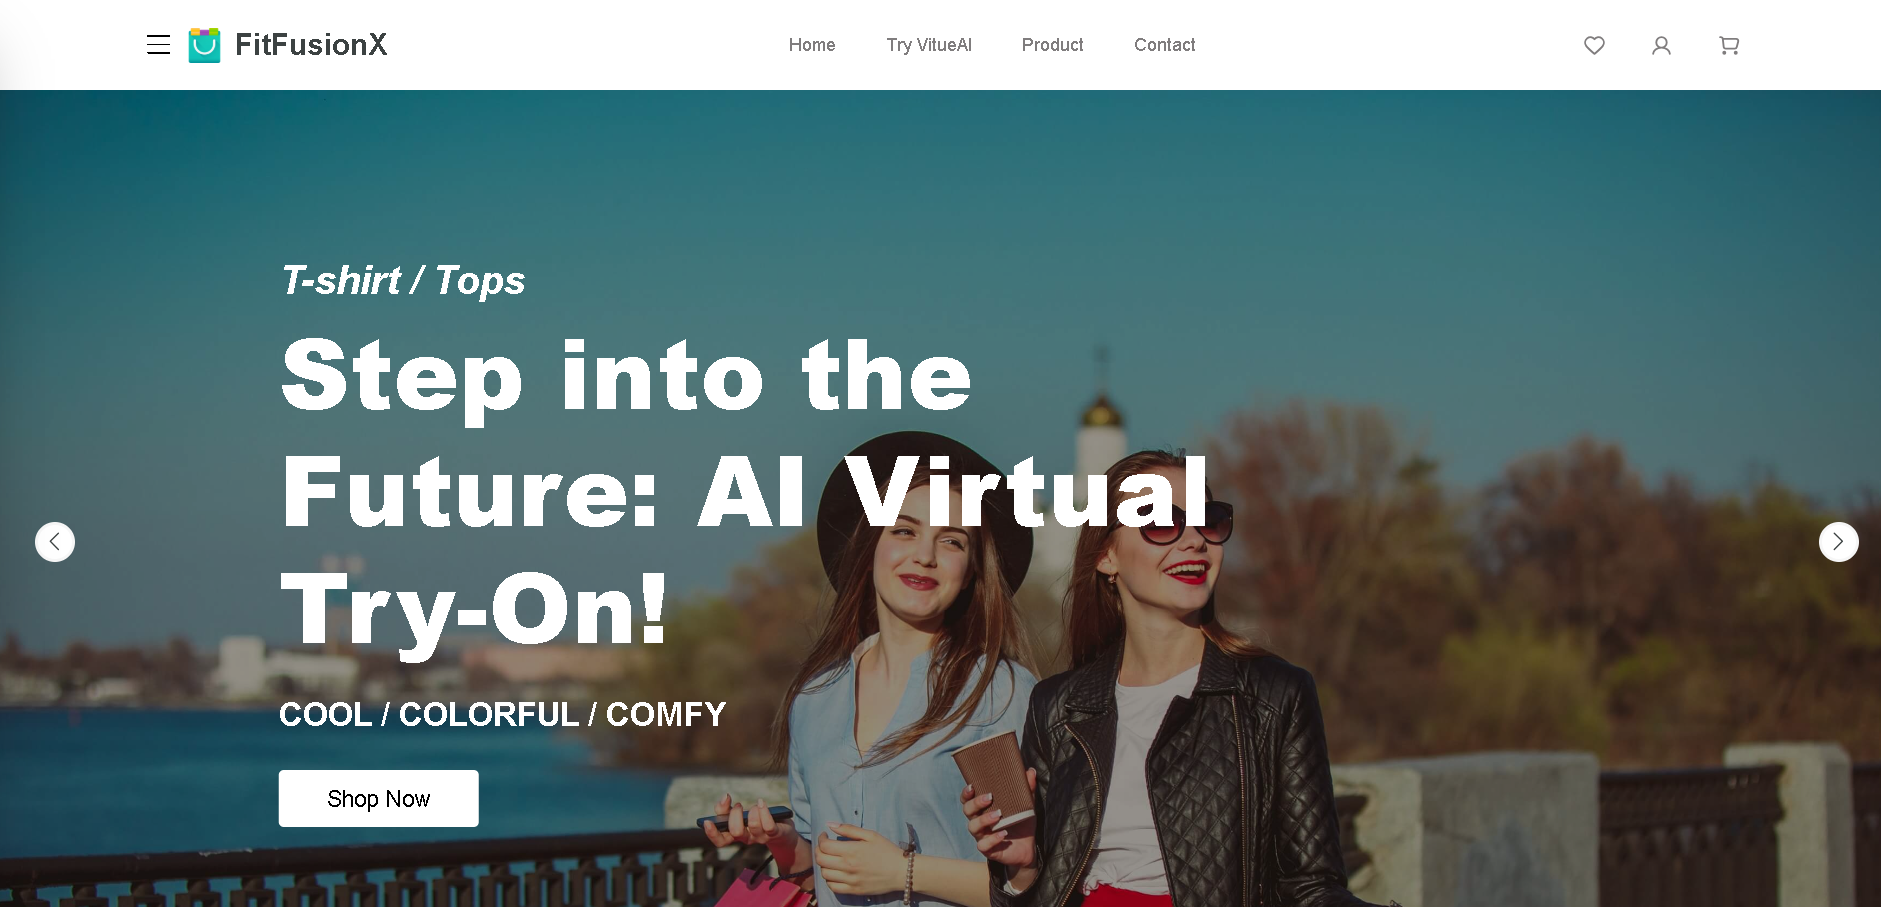 FitFusionX
Home
Try VitueAI
Product
Contact
T-shirt / Tops
Step into the
Future: AI Virtual
Try-On!
COOL / COLORFUL / COMFY
Shop Now